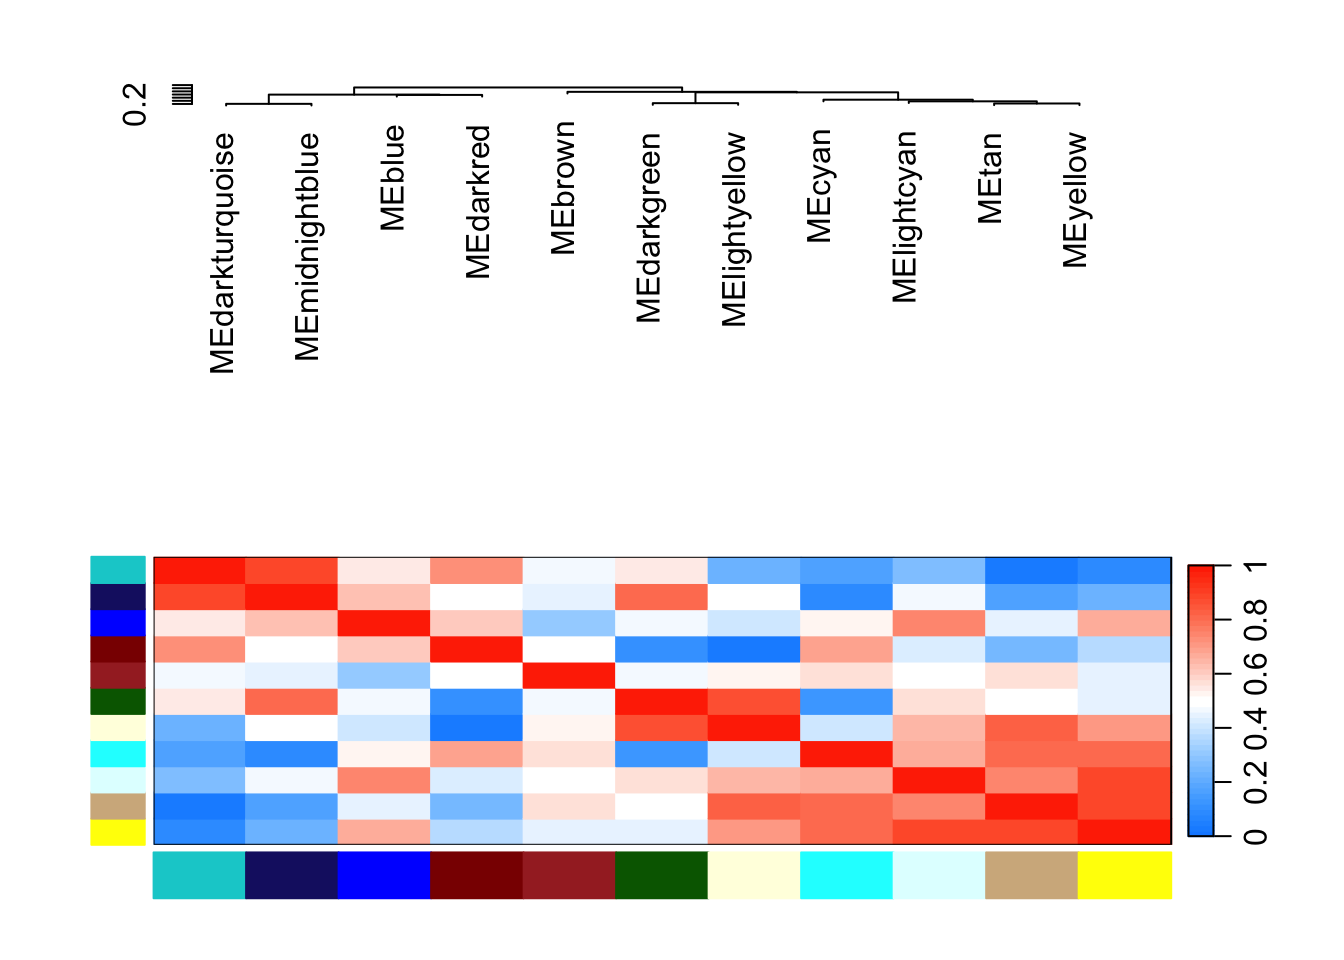 0.2
MEdarkturquoise
MEmidnightblue
MEblue
MEdarkred
MEbrown
MEdarkgreen
MElightyellow
MEcyan
MElightcyan
MEtan
MEyellow
1
0.8
0.6
0.4
0.2
0